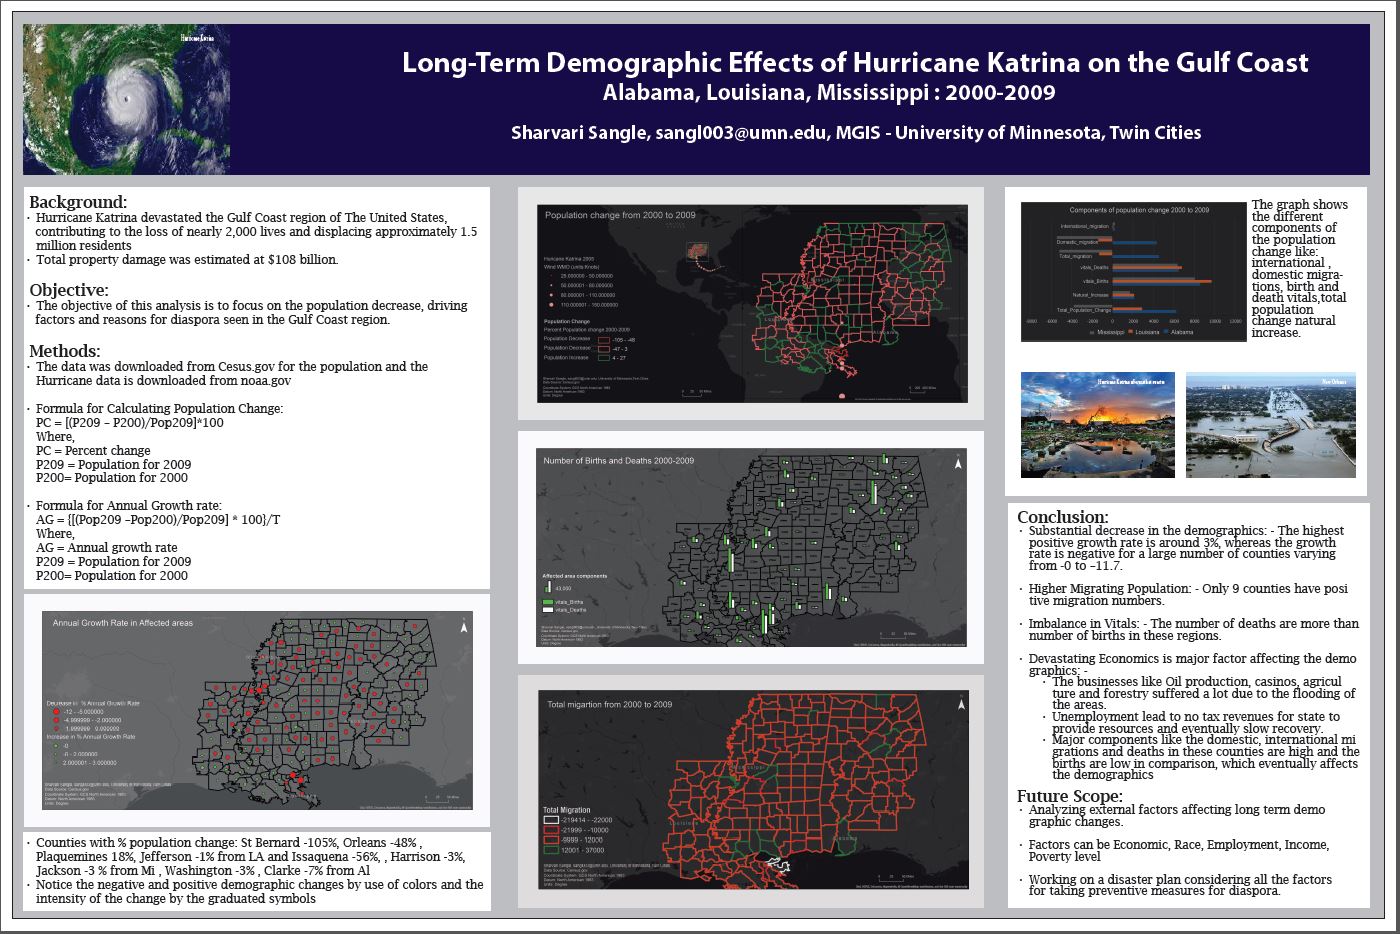 Hurricane Katrina
Long-Term Demographic Effects of Hurricane Katrina on the Gulf Coast
Alabama, Louisiana, Mississippi : 2000-2009
Sharvari Sangle, sangl003@umn.edu, MGIS - University of Minnesota, Twin Cities
Background:
· Hurricane Katrina devastated the Gulf Coast region of The United States,
contributing to the loss of nearly 2,000 lives and displacing approximately 1.5
million residents
· Total property damage was estimated at $108 billion.
Objective:
· The objective of this analysis is to focus on the population decrease, driving
factors and reasons for diaspora seen in the Gulf Coast region.
Methods:
· The data was downloaded from Cesus.gov for the population and the
Hurricane data is downloaded from noaa.gov
· Formula for Calculating Population Change:
PC = [(P209 – P200)/Pop209]*100
Where,
PC = Percent change
P209 = Population for 2009
P200= Population for 2000
· Formula for Annual Growth rate:
AG = {[(Pop209 –Pop200)/Pop209] * 100}/T
Where,
AG = Annual growth rate
P209 = Population for 2009
P200= Population for 2000
Annual Growth Rate in Affected areas
Decrease in % Annual Growth Rate
-12 - -5.000000
-4.999999 - -2.000000
-1.999999 0.000000
Increase in % Annual Growth Rate
-0
-0 - 2.000000
2.000001 - 3.000000
· Counties with % population change: St Bernard -105%, Orleans -48% ,
Plaquemines 18%, Jefferson -1% from LA and Issaquena -56%, , Harrison -3%,
Jackson -3 % from Mi , Washington -3% , Clarke -7% from Al
· Notice the negative and positive demographic changes by use of colors and the
intensity of the change by the graduated symbols
Population change from 2000 to 2009
Hurricane Katrina 2005
Wind WMO (units Knots)
25.000000 - 50.000000
50.000001 - 80.000000
80.000001 - 110.000000
110.000001 - 150.000000
Population Change
Percent Population change 2000-2009
Population Decrease -105 - -48
Population Decrease -47 - 3
Population Increase 4 - 27
Number of Births and Deaths 2000-2009
Affected area components
43,000
vitals_Births
vitals_Deaths
Total migartion from 2000 to 2009
Total Migration
-219414 - -22000
-21999 - -10000
-9999 - 12000
12001 - 37000
Components of population change 2000 to 2009
International_migration
Domestic_migration
Total_migration
vitals_Deaths
vitals_Births
Natural_Increase
Total_Population_Change
-8000 -6000 -4000 -2000 0 2000 4000 6000 8000 10000 12000
Mississippi Louisiana Alabama
The graph shows
the different
components of
the population
change like:
international ,
domestic migra-
tions, birth and
death vitals,total
population
change natural
increase.
New Orleans
Conclusion:
· Substantial decrease in the demographics: - The highest
positive growth rate is around 3%, whereas the growth
rate is negative for a large number of counties varying
from -0 to –11.7.
· Higher Migrating Population: - Only 9 counties have posi
tive migration numbers.
· Imbalance in Vitals: - The number of deaths are more than
number of births in these regions.
· Devastating Economics is major factor affecting the demo
graphics: -
· The businesses like Oil production, casinos, agricul
ture and forestry suffered a lot due to the flooding of
the areas.
· Unemployment lead to no tax revenues for state to
provide resources and eventually slow recovery.
· Major components like the domestic, international mi
grations and deaths in these counties are high and the
births are low in comparison, which eventually affects
the demographics
Future Scope:
· Analyzing external factors affecting long term demo
graphic changes.
· Factors can be Economic, Race, Employment, Income,
Poverty level
· Working on a disaster plan considering all the factors
for taking preventive measures for diaspora.